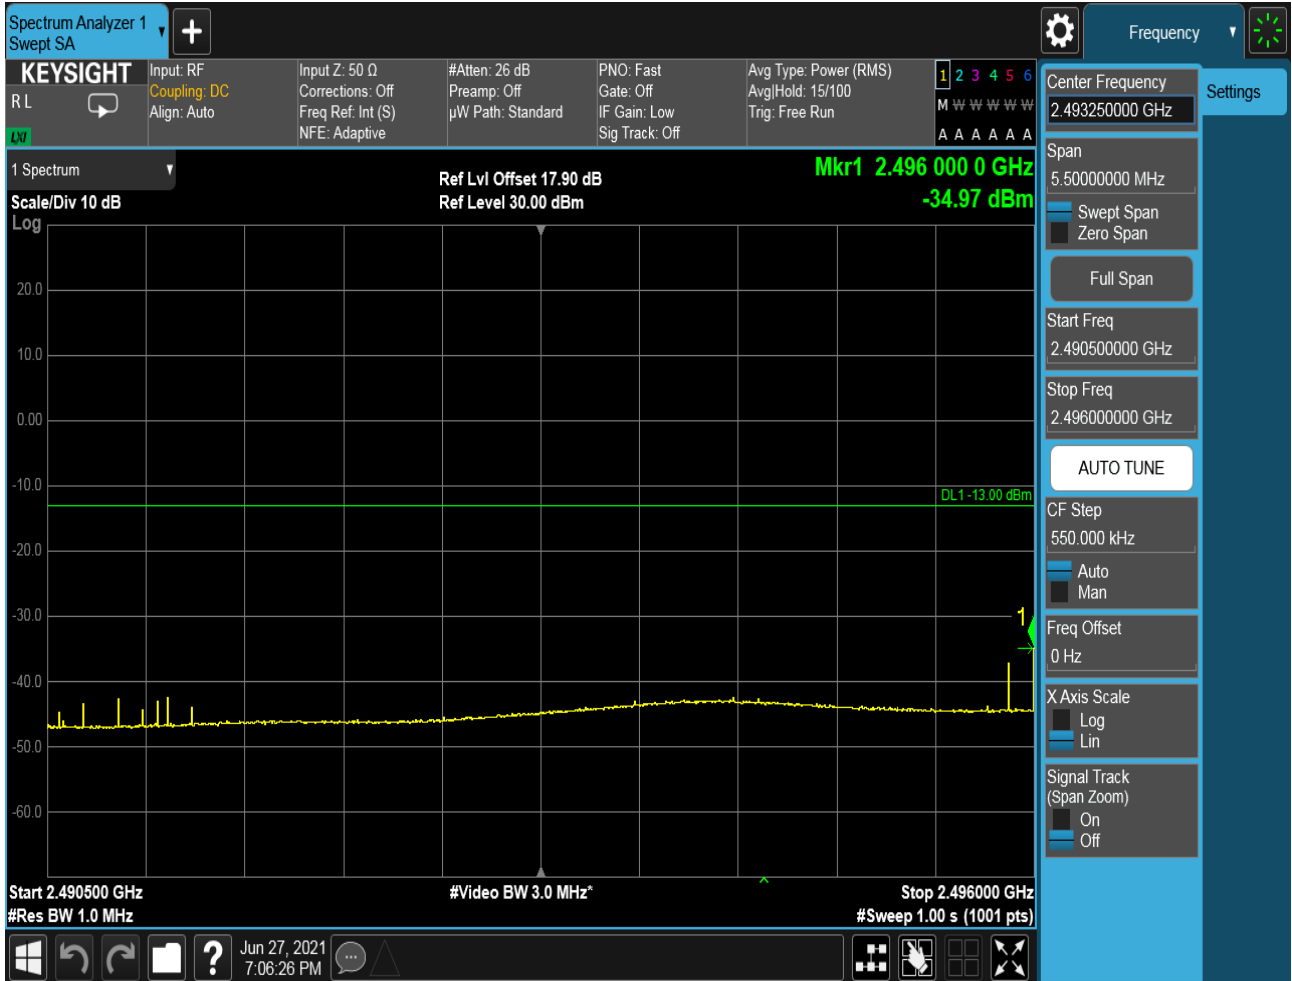 Spectrum Analyzer 1
Swept SA
Frequency
KEYSIGHT
R L
LXI
Input: RF
Coupling: DC
Align: Auto
Input Z: 50 Ω
Corrections: Off
Freq Ref: Int (S)
NFE: Adaptive
#Atten: 26 dB
Preamp: Off
µW Path: Standard
PNO: Fast
Gate: Off
IF Gain: Low
Sig Track: Off
Avg Type: Power (RMS)
Avg|Hold: 15/100
Trig: Free Run
1 2 3 4 5 6
M W W W W W
A A A A A A
1 Spectrum
Scale/Div 10 dB
Log
Ref Lvl Offset 17.90 dB
Ref Level 30.00 dBm
Mkr1 2.496 000 0 GHz
-34.97 dBm
20.0
10.0
0.00
-10.0
-20.0
-30.0
-40.0
-50.0
-60.0
DL1 -13.00 dBm
1
Start 2.490500 GHz
#Res BW 1.0 MHz
#Video BW 3.0 MHz*
Stop 2.496000 GHz
#Sweep 1.00 s (1001 pts)
Center Frequency
2.493250000 GHz
Settings
Span
5.50000000 MHz
Swept Span
Zero Span
Full Span
Start Freq
2.490500000 GHz
Stop Freq
2.496000000 GHz
AUTO TUNE
CF Step
550.000 kHz
Auto
Man
Freq Offset
0 Hz
X Axis Scale
Log
Lin
Signal Track
(Span Zoom)
On
Off
?
Jun 27, 2021
7:06:26 PM